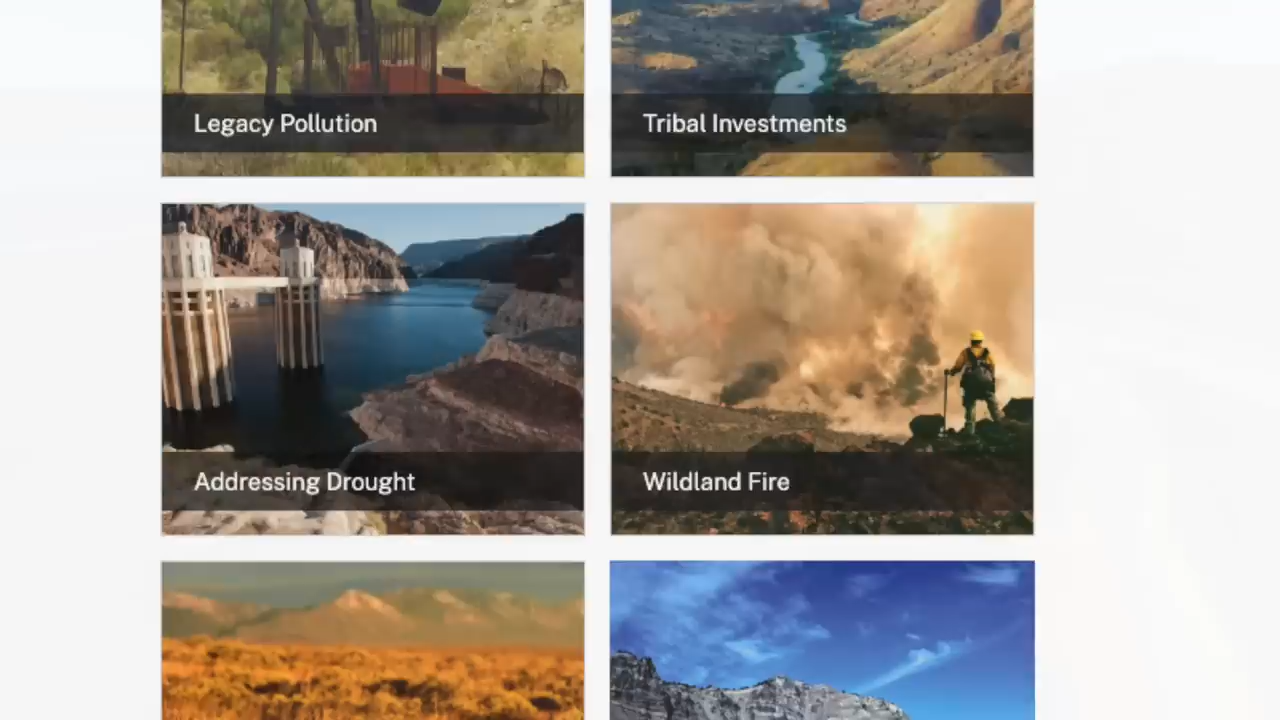 Legacy Pollution
Tribal Investments
Addressing Drought
Wildland Fire